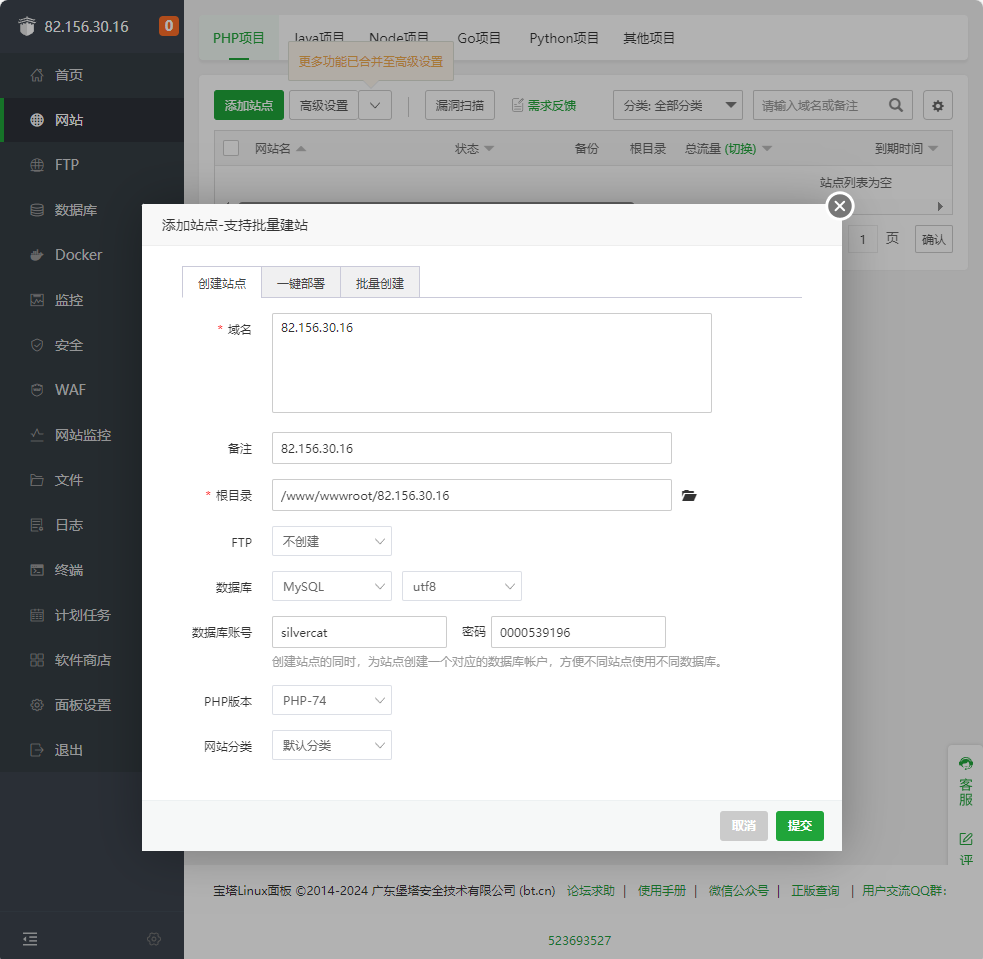 82.156.30.16
0
首页
网站
FTP
数据库
Docker
监控
安全
WAF
网站监控
文件
日志
终端
计划任务
软件商店
面板设置
退出
PHP项目 Java项目 Node项目 Go项目 Python项目 其他项目
更多功能已合并至高级设置
添加站点 高级设置 漏洞扫描 需求反馈 分类: 全部分类 请输入域名或备注
网站名 状态 备份 根目录 总流量 (切换) 到期时间
站点列表为空
1 页 确认
添加站点-支持批量建站
创建站点 一键部署 批量创建
* 域名 82.156.30.16
备注 82.156.30.16
* 根目录 /www/wwwroot/82.156.30.16
FTP 不创建
数据库 MySQL utf8
数据库账号 silvercat 密码 0000539196
创建站点的同时，为站点创建一个对应的数据库帐户，方便不同站点使用不同数据库。
PHP版本 PHP-74
网站分类 默认分类
取消 提交
客服
评
宝塔Linux面板 ©2014-2024 广东堡塔安全技术有限公司 (bt.cn) 论坛求助 | 使用手册 | 微信公众号 | 正版查询 | 用户交流QQ群:
523693527